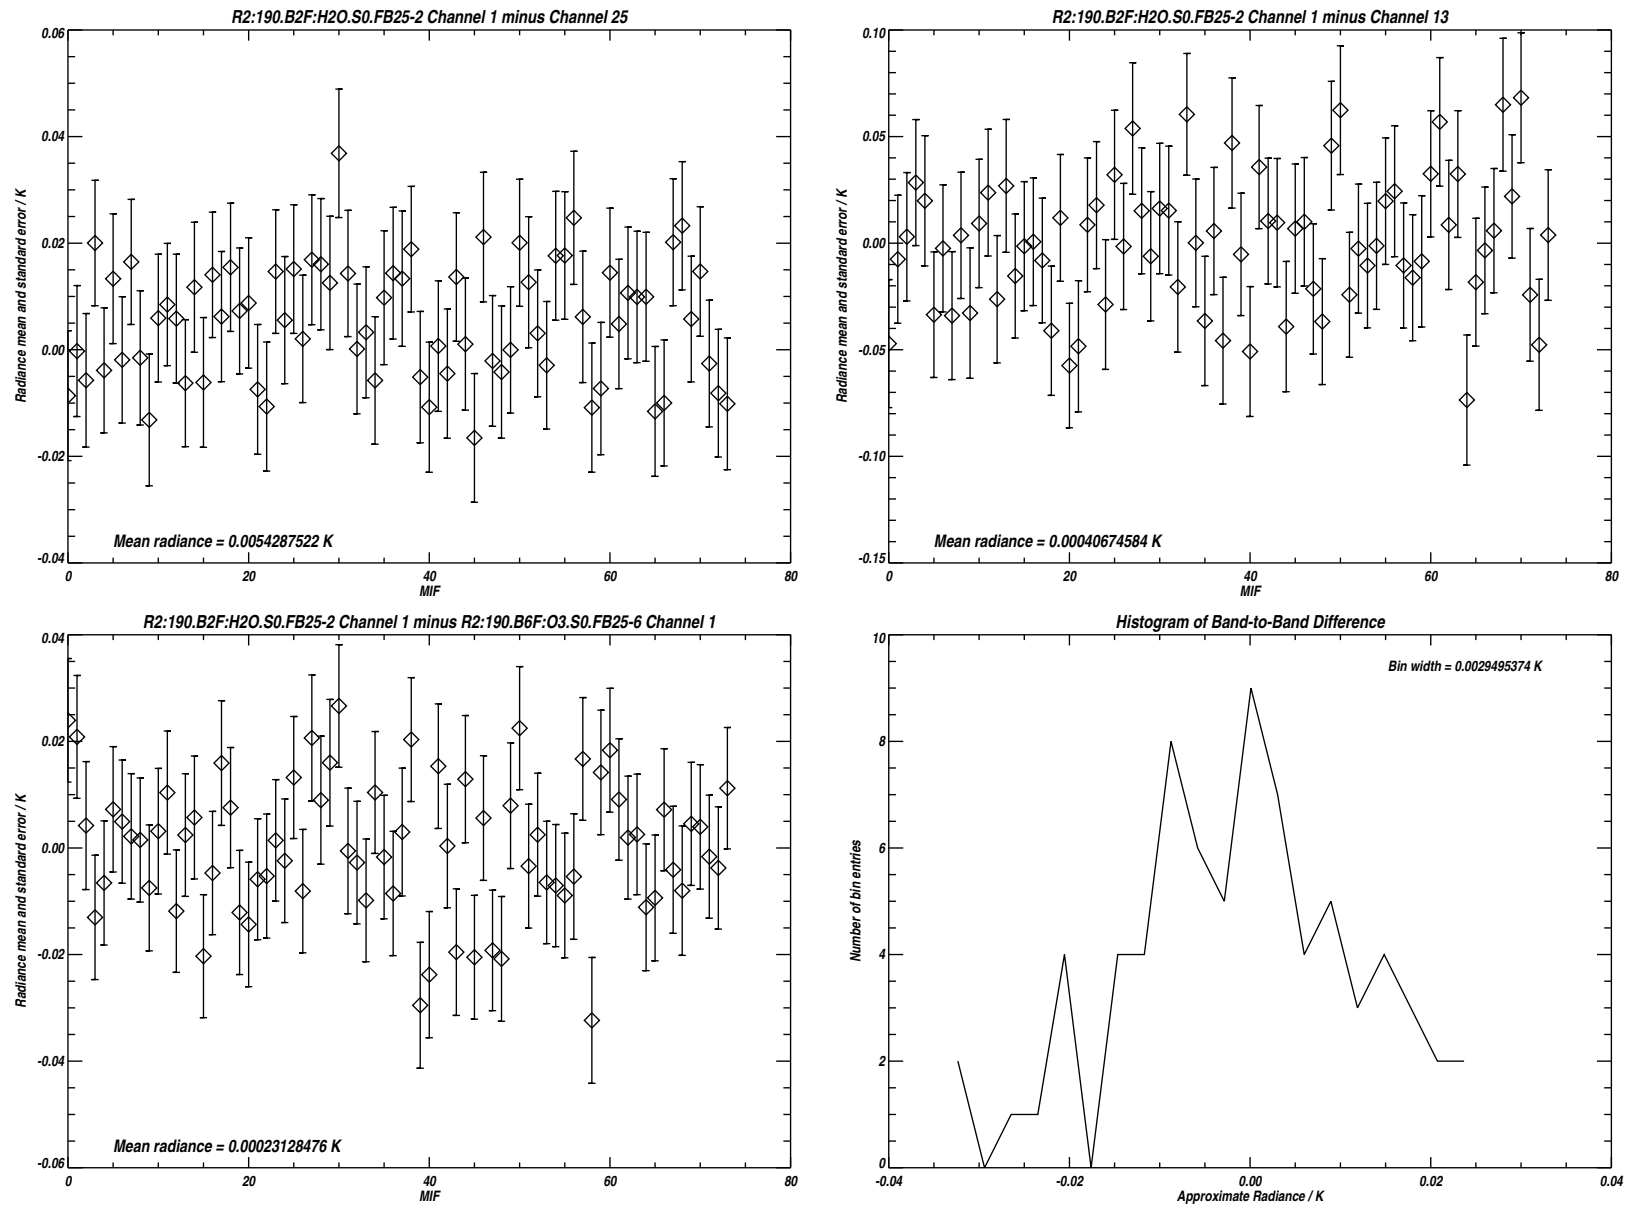 R2:190.B2F:H2O.S0.FB25-2 Channel 1 minus Channel 25
0.06
0.04
0.02
0.00
-0.02
-0.04
Radiance mean and standard error / K
Mean radiance = 0.0054287522 K
0 20 40 60 80
MIF
R2:190.B2F:H2O.S0.FB25-2 Channel 1 minus Channel 13
0.10
0.05
0.00
-0.05
-0.10
-0.15
Radiance mean and standard error / K
Mean radiance = 0.00040674584 K
0 20 40 60 80
MIF
R2:190.B2F:H2O.S0.FB25-2 Channel 1 minus R2:190.B6F:O3.S0.FB25-6 Channel 1
0.04
0.02
0.00
-0.02
-0.04
-0.06
Radiance mean and standard error / K
Mean radiance = 0.00023128476 K
0 20 40 60 80
MIF
Histogram of Band-to-Band Difference
Bin width = 0.0029495374 K
10
8
6
4
2
0
Number of bin entries
-0.04 -0.02 0.00 0.02 0.04
Approximate Radiance / K